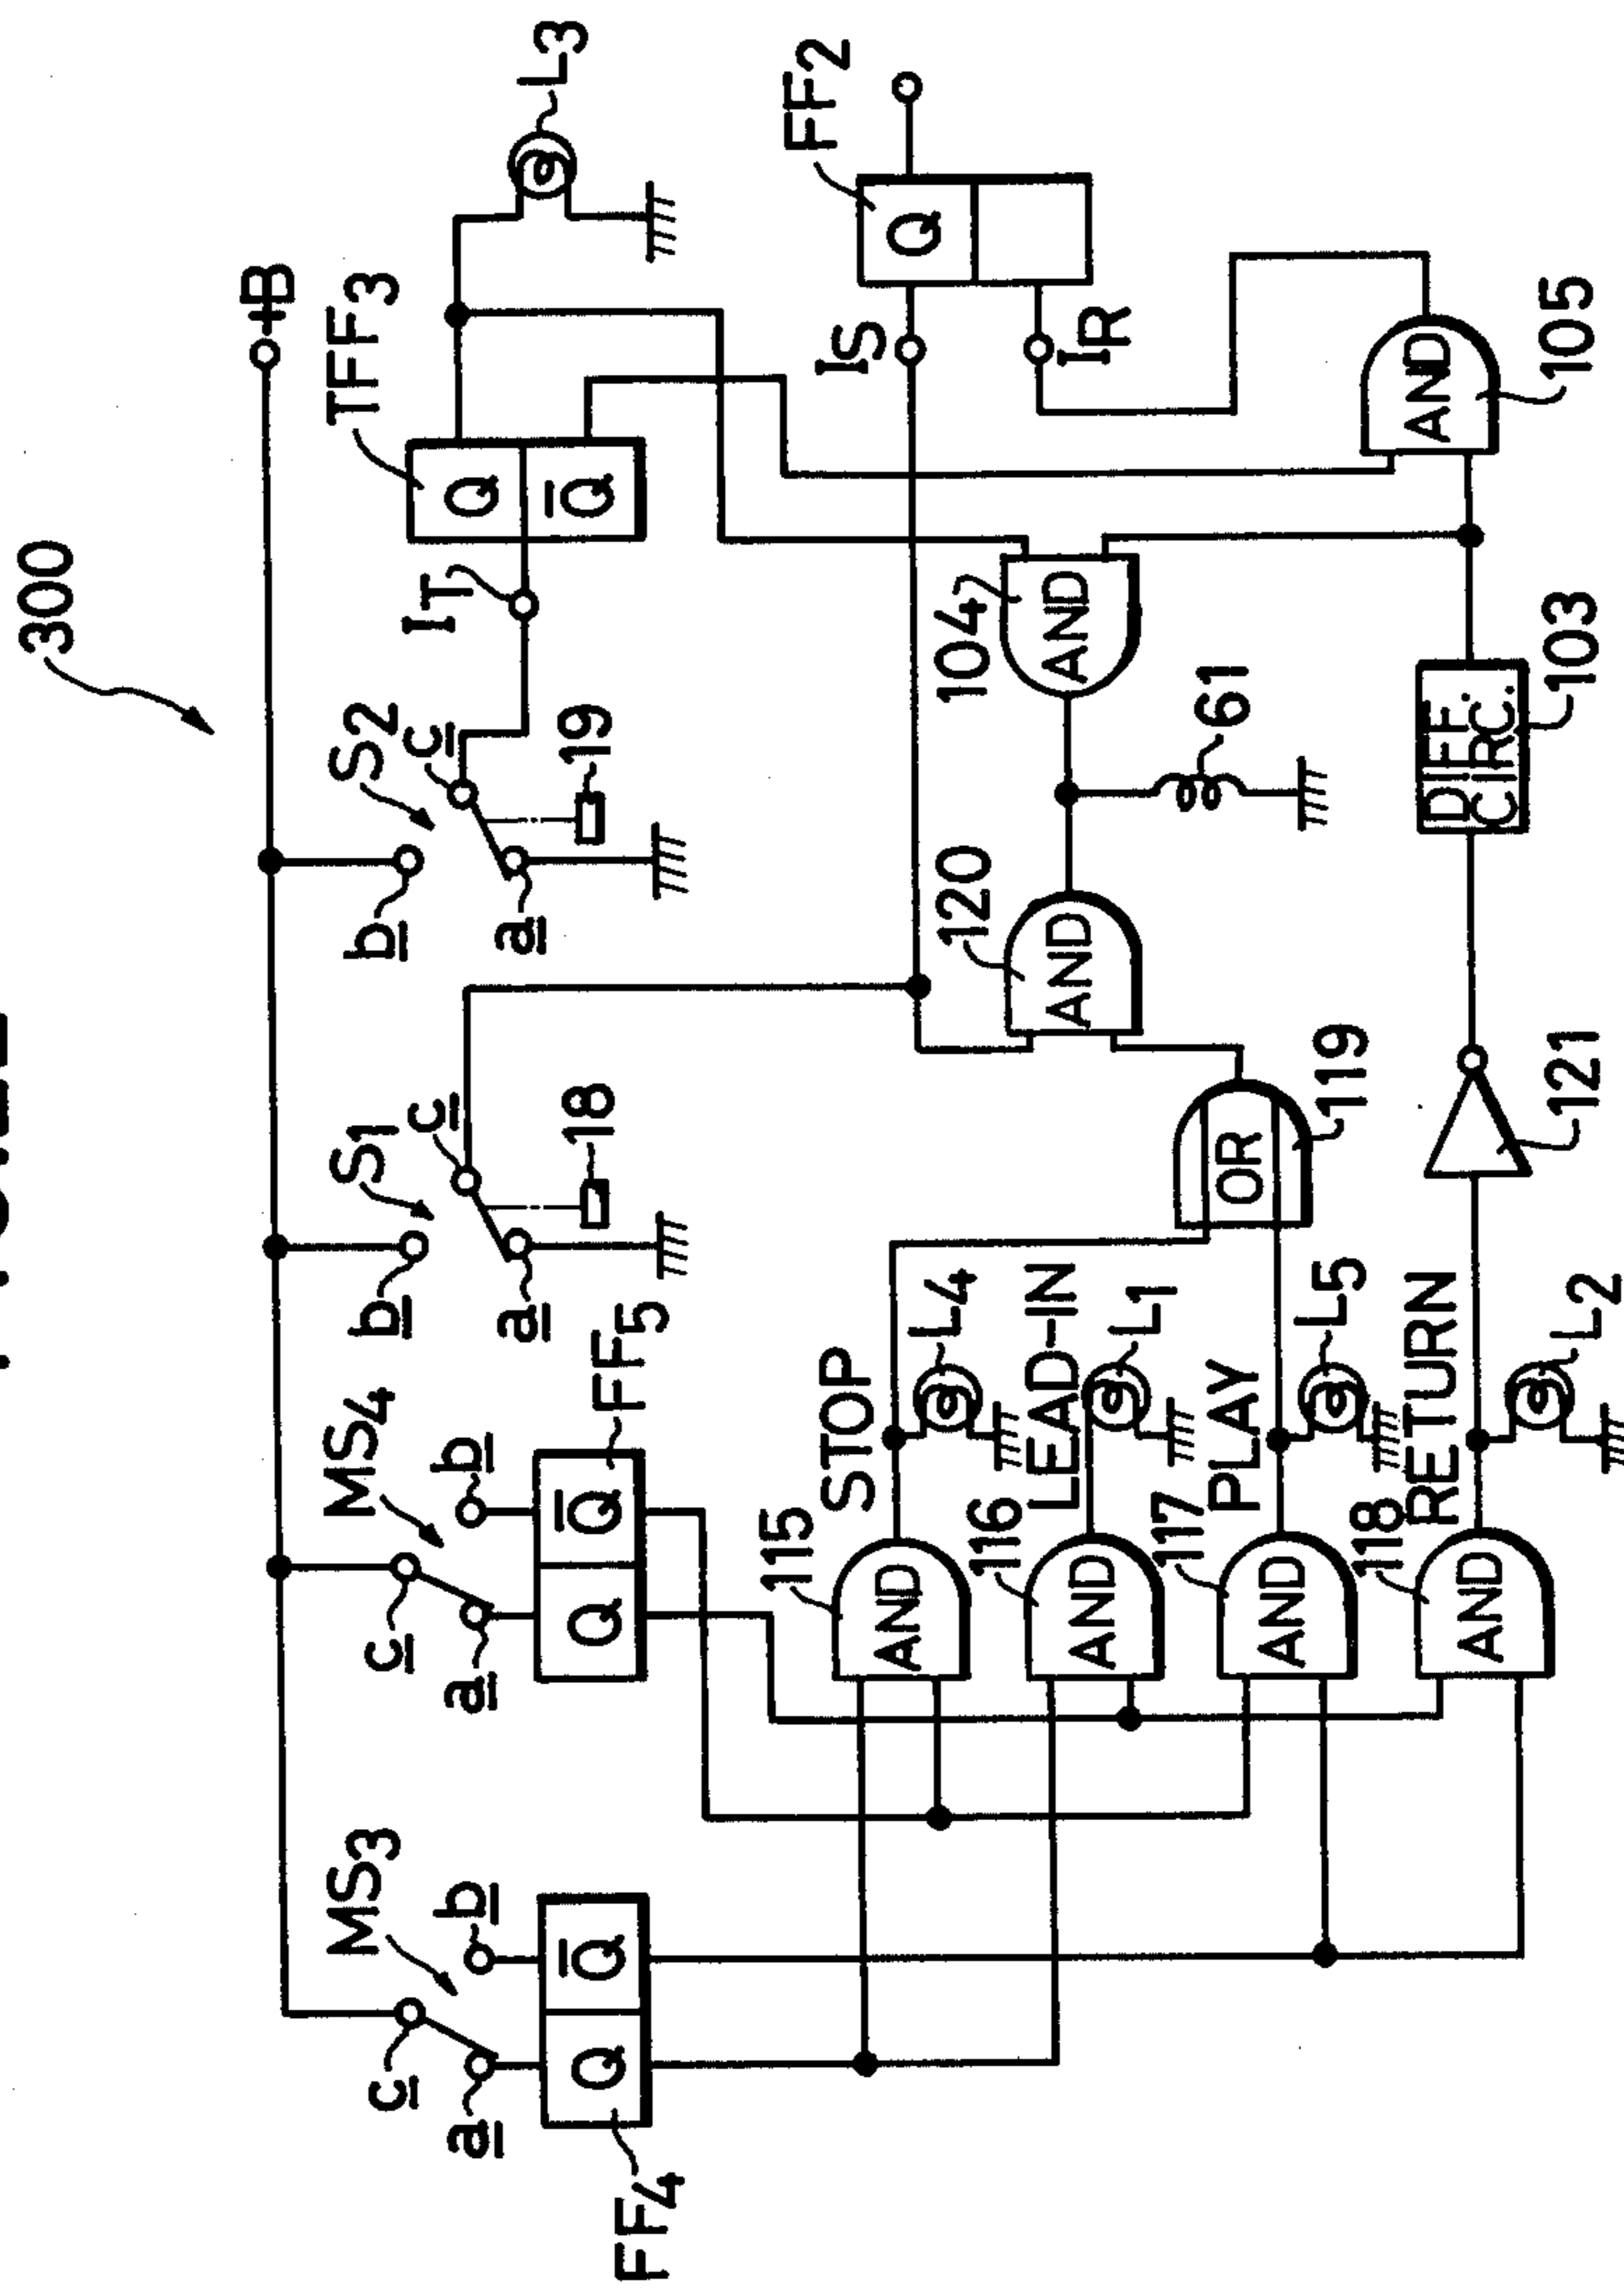 300
+B
MS3
c
a
b
FF4
Q
Q̅
MS4
c
a
b
FF5
Q
Q̅
S1
b
c
a
18
S2
b
c
a
19
IT
TFF3
Q
Q̅
L3
115
AND
STOP
L4
116
AND
LEAD-IN
L1
117
AND
PLAY
L5
118
AND
RETURN
L2
OR
119
120
AND
104
AND
61
121
DIFF.
CIRC.
103
AND
105
IS
IR
FF2
Q